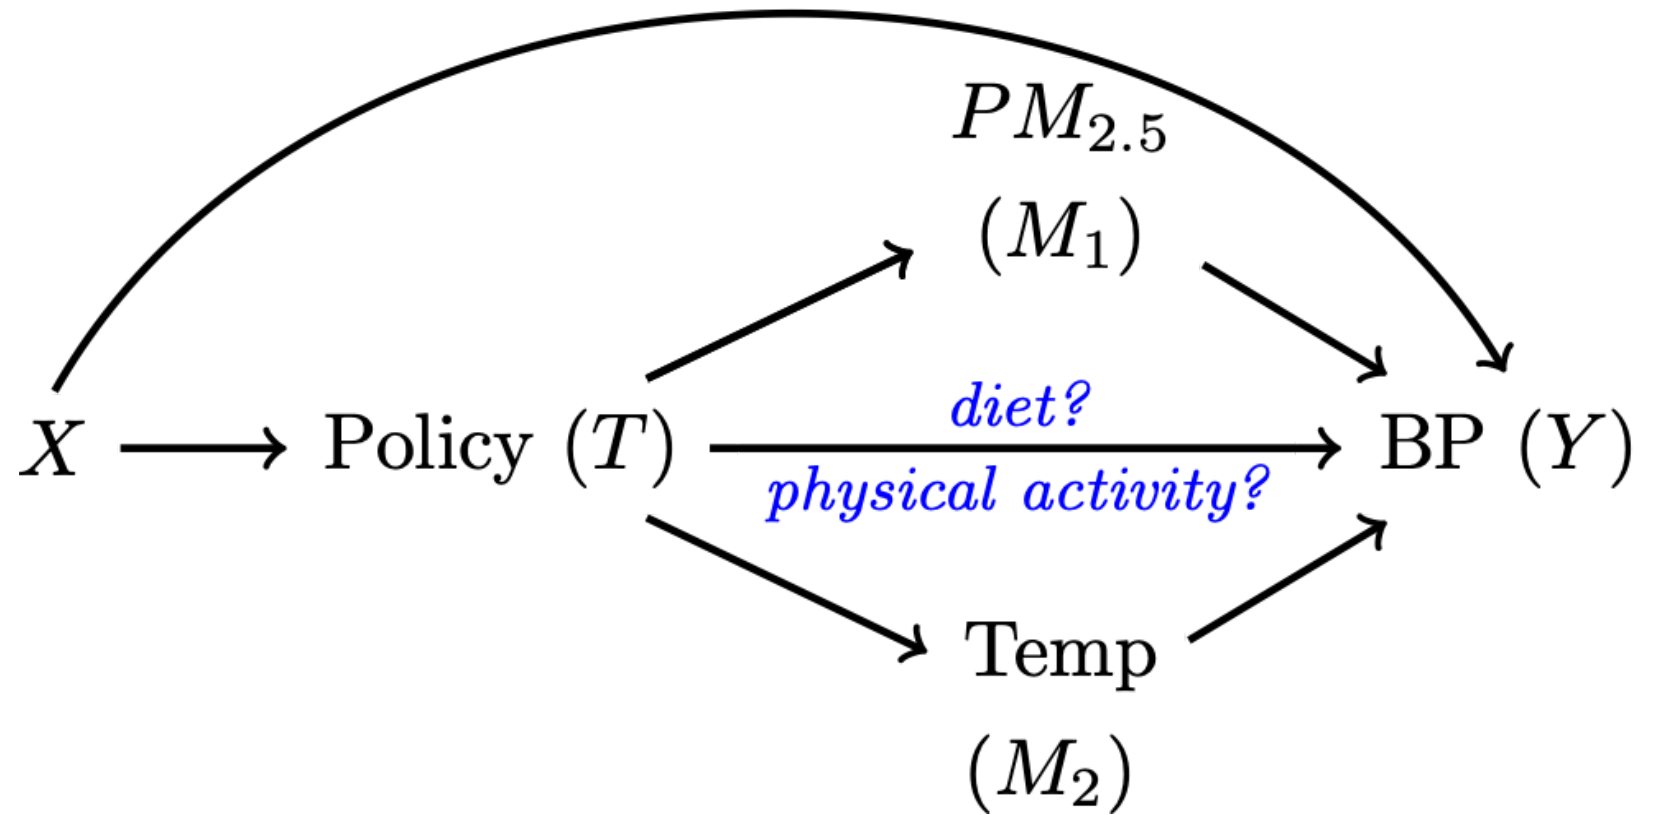 PM₂.₅
(M₁)
diet?
X Policy (T) BP (Y)
physical activity?
Temp
(M₂)